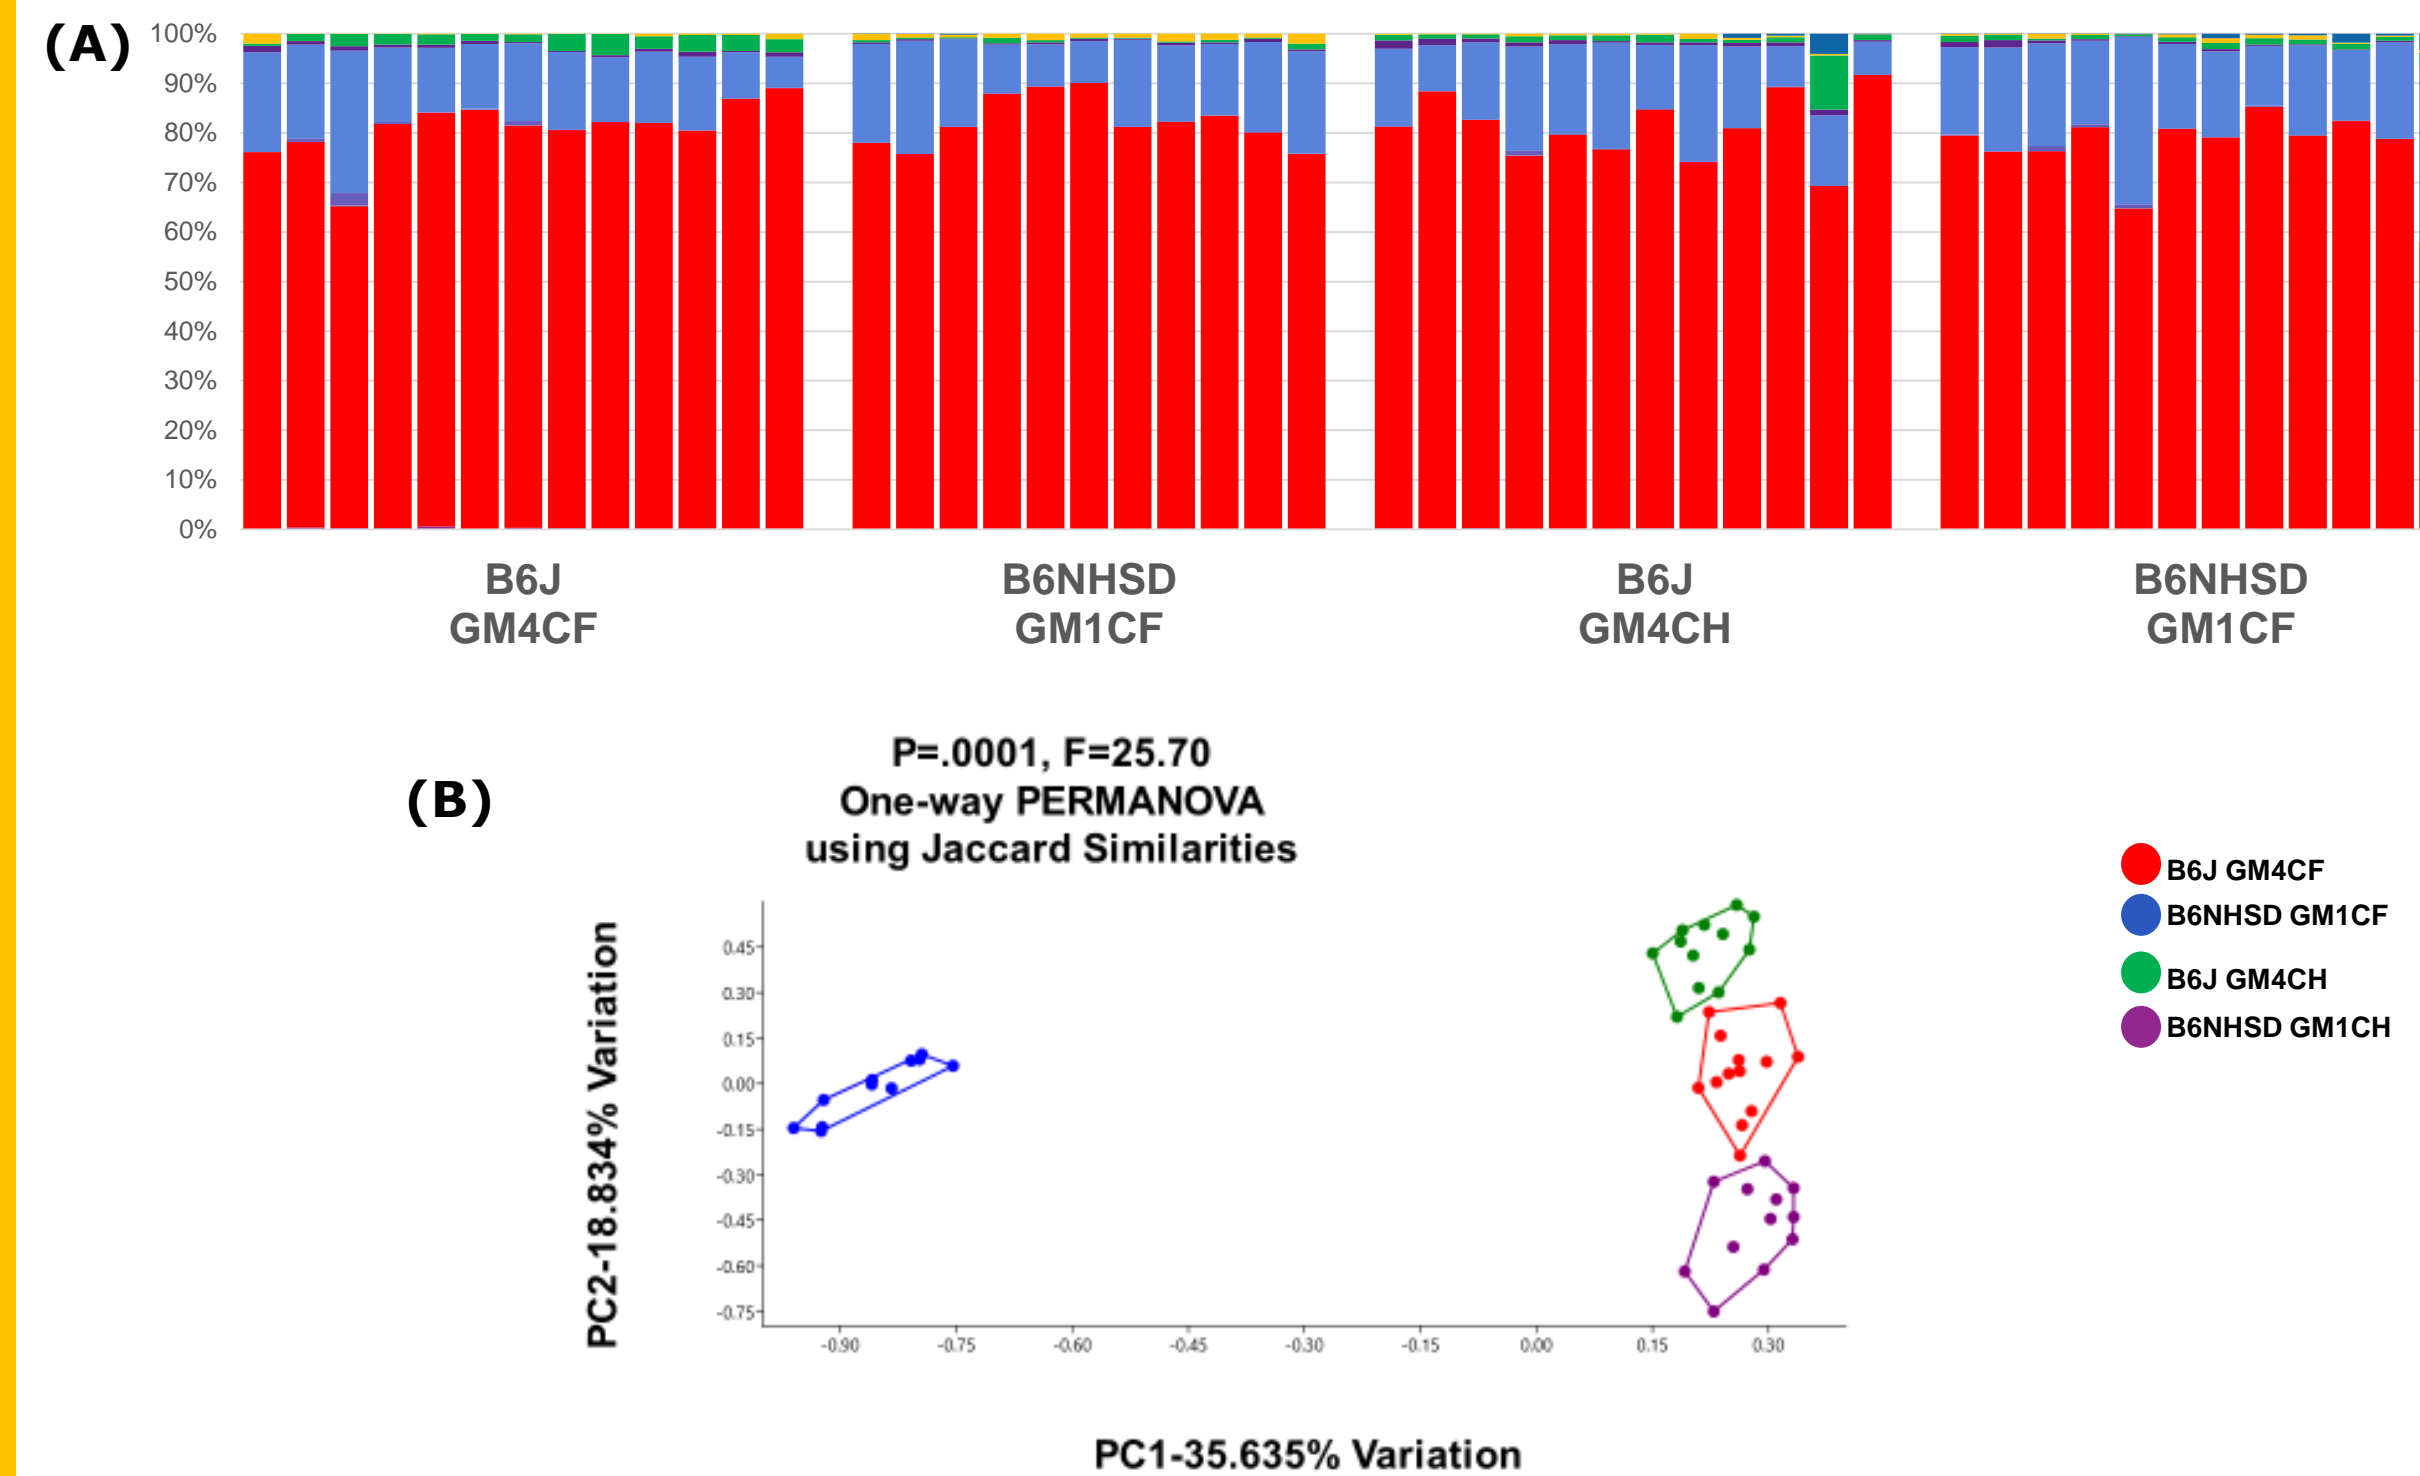 (A)
100%
90%
80%
70%
60%
50%
40%
30%
20%
10%
0%
B6J
GM4CF
B6NHSD
GM1CF
B6J
GM4CH
B6NHSD
GM1CF
(B)
P=.0001, F=25.70
One-way PERMANOVA
using Jaccard Similarities
PC2-18.834% Variation
0.45
0.30
0.15
0.00
-0.15
-0.30
-0.45
-0.60
-0.75
-0.90 -0.75 -0.60 -0.45 -0.30 -0.15 0.00 0.15 0.30
PC1-35.635% Variation
B6J GM4CF
B6NHSD GM1CF
B6J GM4CH
B6NHSD GM1CH